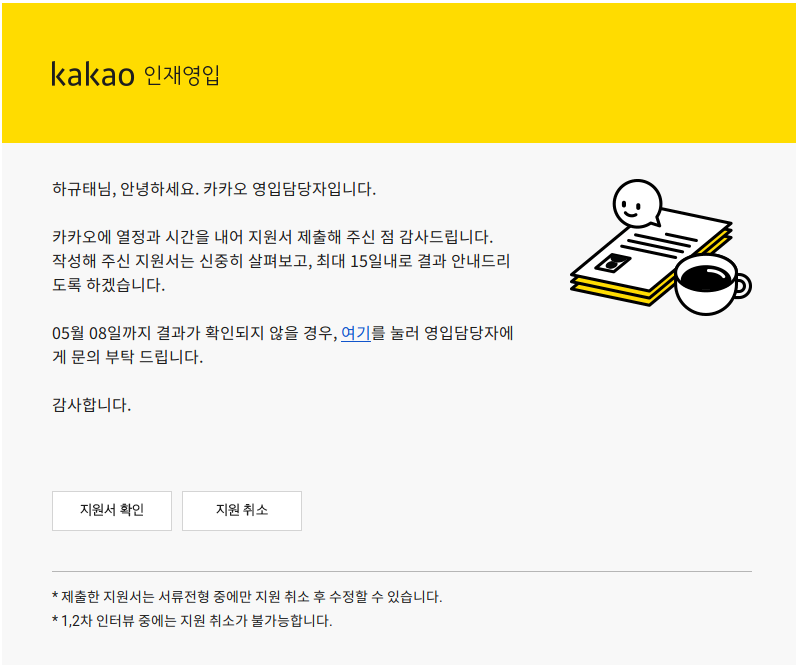 kakao 인재영입
하규태님, 안녕하세요. 카카오 영입담당자입니다.
카카오에 열정과 시간을 내어 지원서 제출해 주신 점 감사드립니다.
작성해 주신 지원서는 신중히 살펴보고, 최대 15일내로 결과 안내드리
도록 하겠습니다.
05월 08일까지 결과가 확인되지 않을 경우, 여기를 눌러 영입담당자에
게 문의 부탁 드립니다.
감사합니다.
지원서 확인 지원 취소
* 제출한 지원서는 서류전형 중에만 지원 취소 후 수정할 수 있습니다.
* 1,2차 인터뷰 중에는 지원 취소가 불가능합니다.